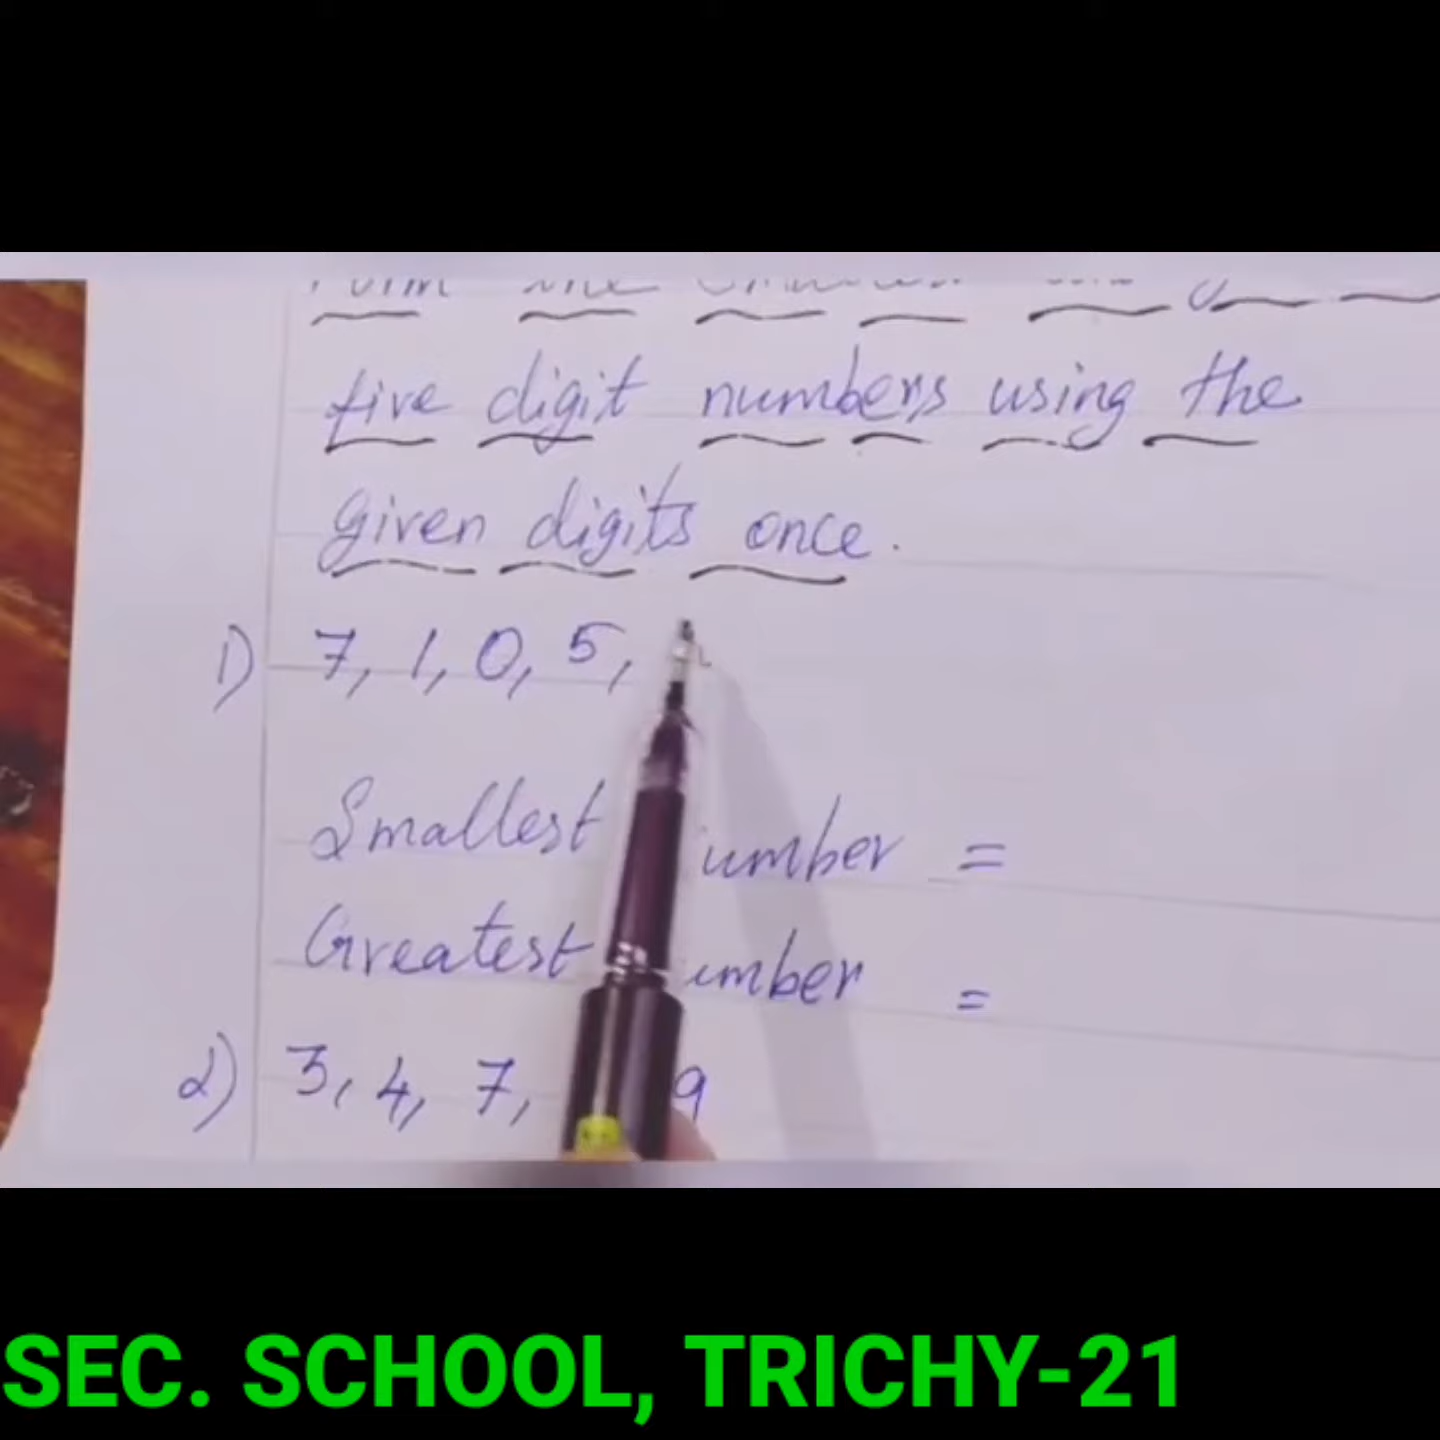 five digit numbers using the
given digits once.
1) 7, 1, 0, 5,
Smallest umber =
Greatest umber =
2) 3, 4, 7, 9
SEC. SCHOOL, TRICHY-21